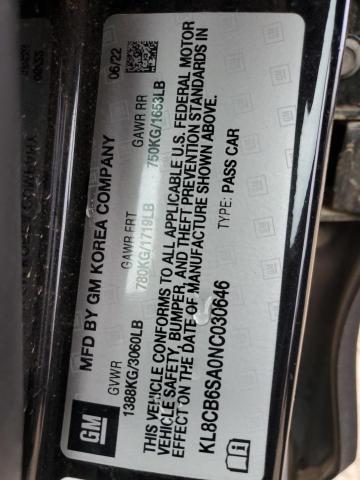 GM
MFD BY GM KOREA COMPANY
06/22
GVWR
GAWR FRT
GAWR RR
1388KG/3060LB
780KG/1719LB
750KG/1653LB
THIS VEHICLE CONFORMS TO ALL APPLICABLE U.S. FEDERAL MOTOR
VEHICLE SAFETY, BUMPER, AND THEFT PREVENTION STANDARDS IN
EFFECT ON THE DATE OF MANUFACTURE SHOWN ABOVE.
KL8CB6SA0NC030646
TYPE: PASS CAR